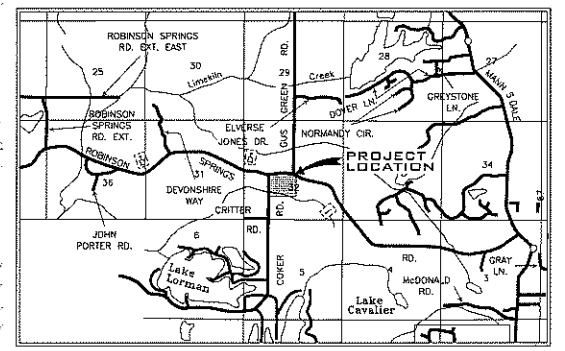 ROBINSON SPRINGS
RD. EXT. EAST
25
30
Limekiln
Creek
29
GUS GREEN RD.
28
27
MANN S DALE
DOVER LN.
GREYSTONE
LN.
ROBINSON
SPRINGS
RD. EXT.
ELVERSE
JONES DR.
NORMANDY CIR.
ROBINSON
SPRINGS
RD.
PROJECT
LOCATION
36
31
DEVONSHIRE
WAY
34
JOHN
PORTER RD.
CRITTER
RD.
COKER
RD.
6
5
4
3
Lake
Lorman
Lake
Cavalier
McDONALD
RD.
GRAY
LN.